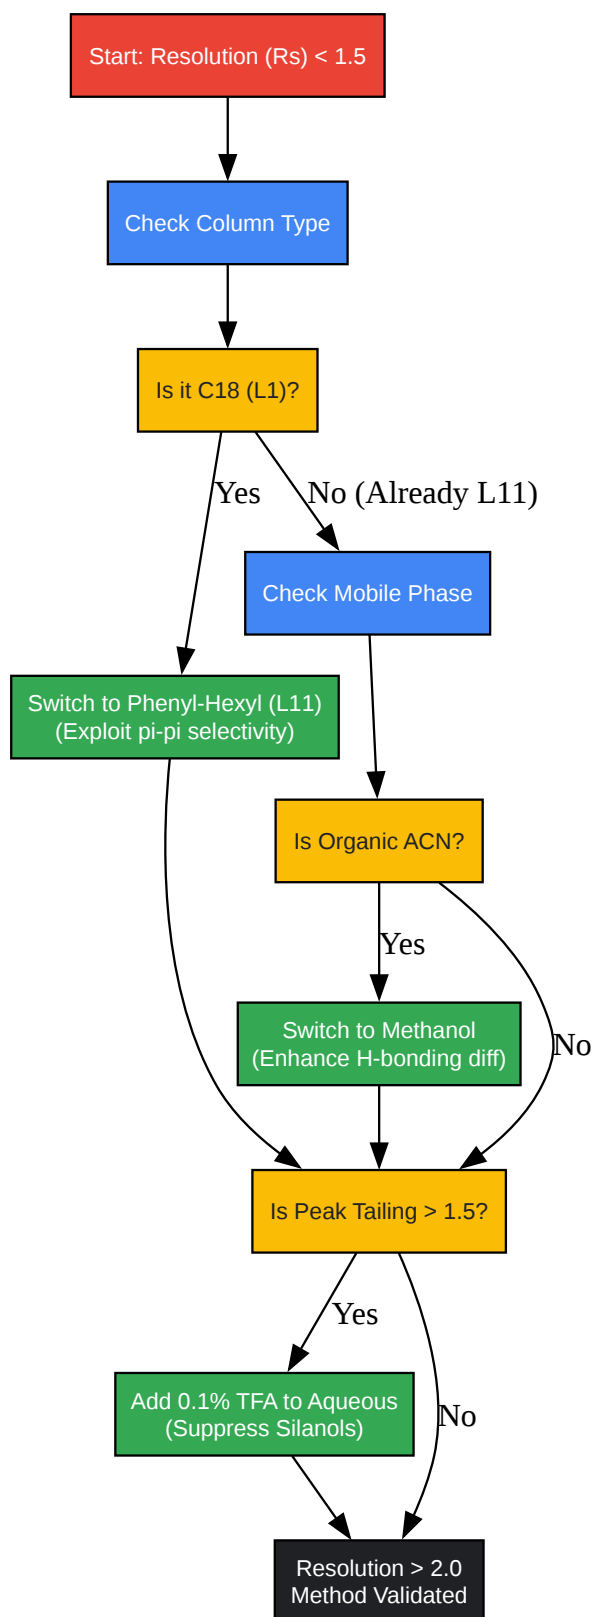 Start: Resolution (Rs) < 1.5
Check Column Type
Is it C18 (L1)?
Yes
No (Already L11)
Check Mobile Phase
Switch to Phenyl-Hexyl (L11)
(Exploit pi-pi selectivity)
Is Organic ACN?
Yes
Switch to Methanol
(Enhance H-bonding diff)
No
Is Peak Tailing > 1.5?
Yes
Add 0.1% TFA to Aqueous
(Suppress Silanols)
No
Resolution > 2.0
Method Validated